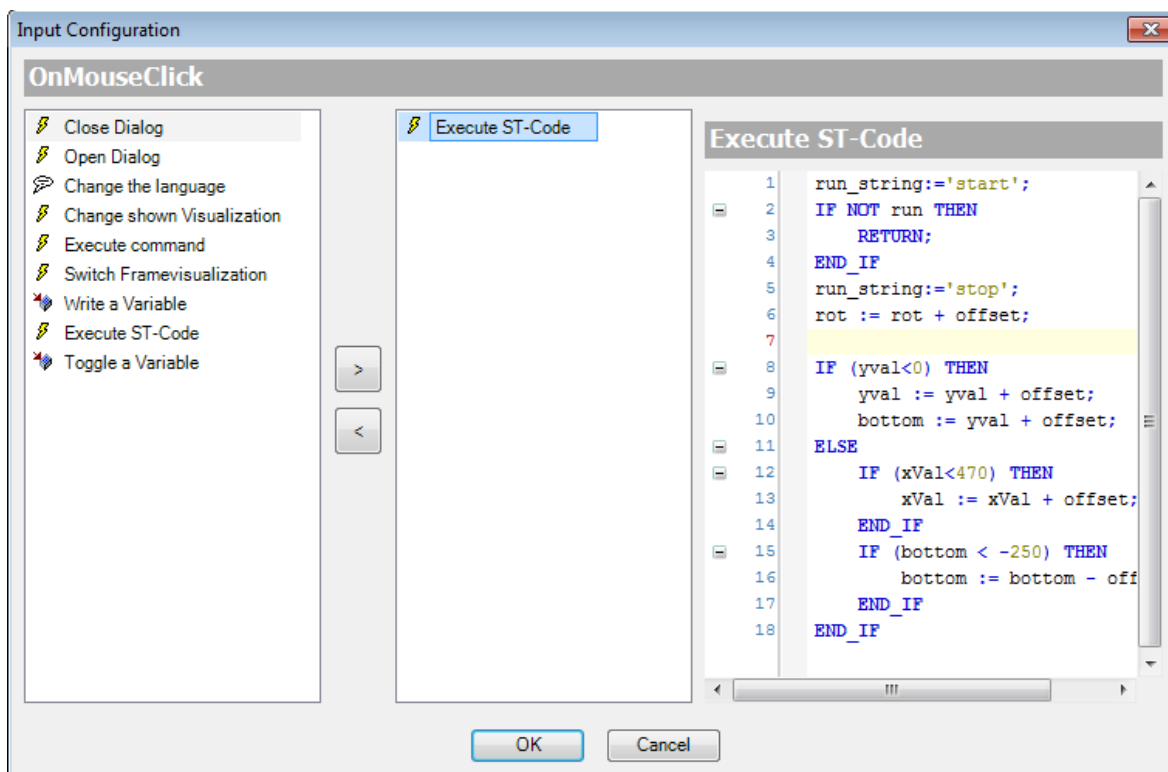 Input Configuration
OnMouseClick
Close Dialog
Open Dialog
Change the language
Change shown Visualization
Execute command
Switch Framevisualization
Write a Variable
Execute ST-Code
Toggle a Variable
>
<
Execute ST-Code
Execute ST-Code
1 run_string:='start';
2 IF NOT run THEN
3 RETURN;
4 END_IF
5 run_string:='stop';
6 rot := rot + offset;
7
8 IF (yval<0) THEN
9 yval := yval + offset;
10 bottom := yval + offset;
11 ELSE
12 IF (xVal<470) THEN
13 xVal := xVal + offset;
14 END_IF
15 IF (bottom < -250) THEN
16 bottom := bottom - off
17 END_IF
18 END_IF
OK
Cancel